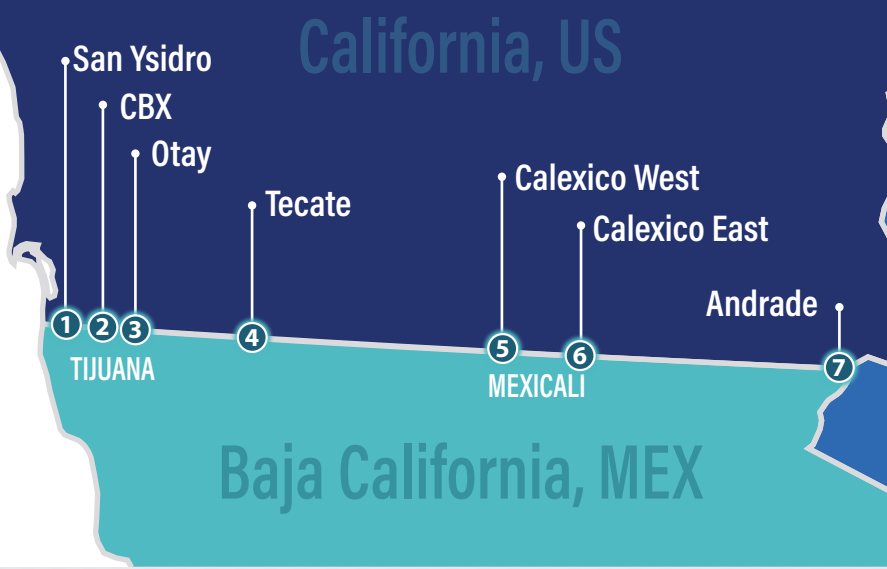 California, US
San Ysidro
CBX
Otay
Tecate
Calexico West
Calexico East
Andrade
1
2
3
4
5
6
7
TIJUANA
MEXICALI
Baja California, MEX